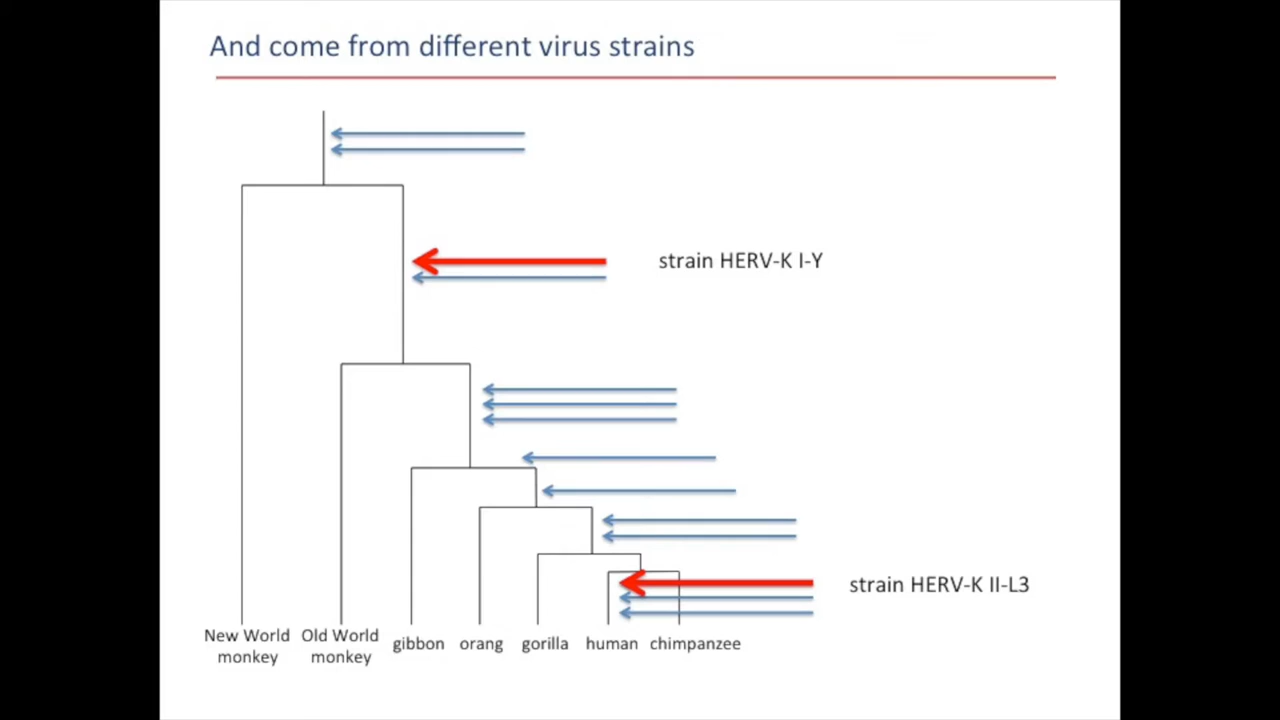 And come from different virus strains
strain HERV-K I-Y
strain HERV-K II-L3
New World Old World
monkey monkey gibbon orang gorilla human chimpanzee